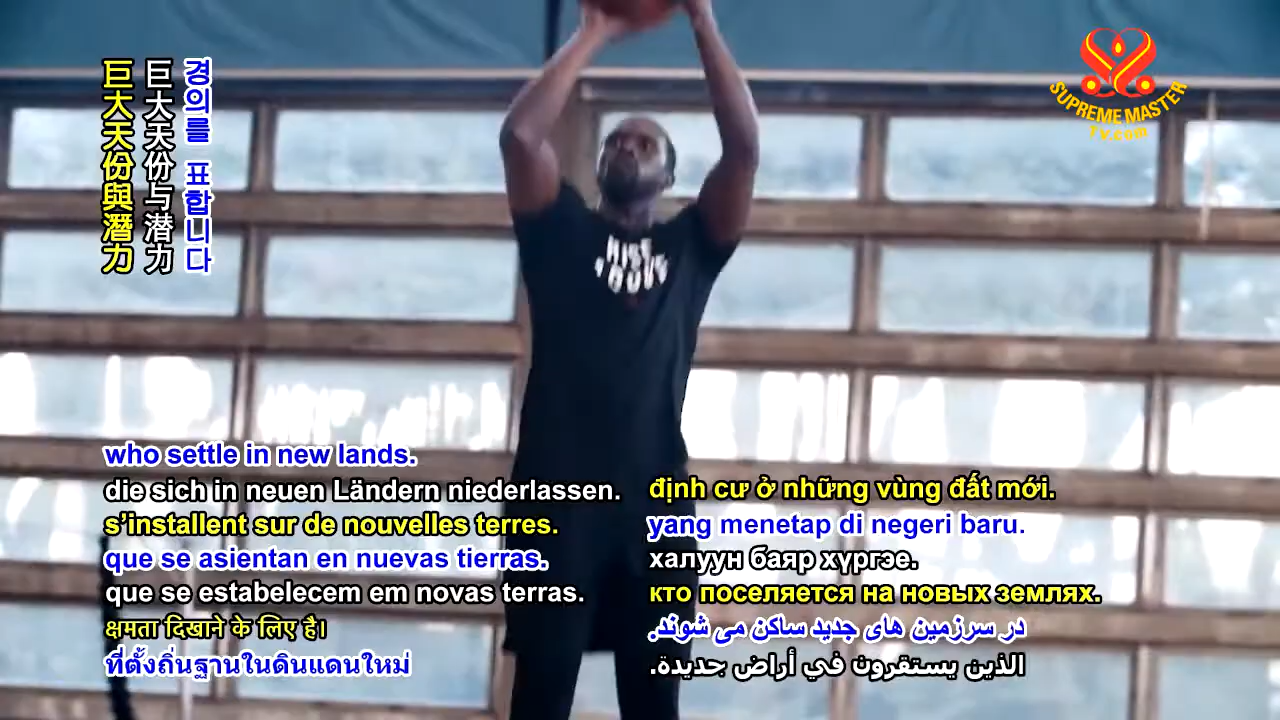 경의를 표합니다
巨大天份与潜力
巨大天份與潛力
SUPREME MASTER
TV.com
who settle in new lands.
die sich in neuen Ländern niederlassen.
s'installent sur de nouvelles terres.
que se asientan en nuevas tierras.
que se estabelecem em novas terras.
क्षमता दिखाने के लिए है।
ที่ตั้งถิ่นฐานในดินแดนใหม่
định cư ở những vùng đất mới.
yang menetap di negeri baru.
халуун баяр хүргэе.
кто поселяется на новых землях.
در سرزمین های جدید ساکن می شوند.
الذين يستقرون في أراض جديدة.